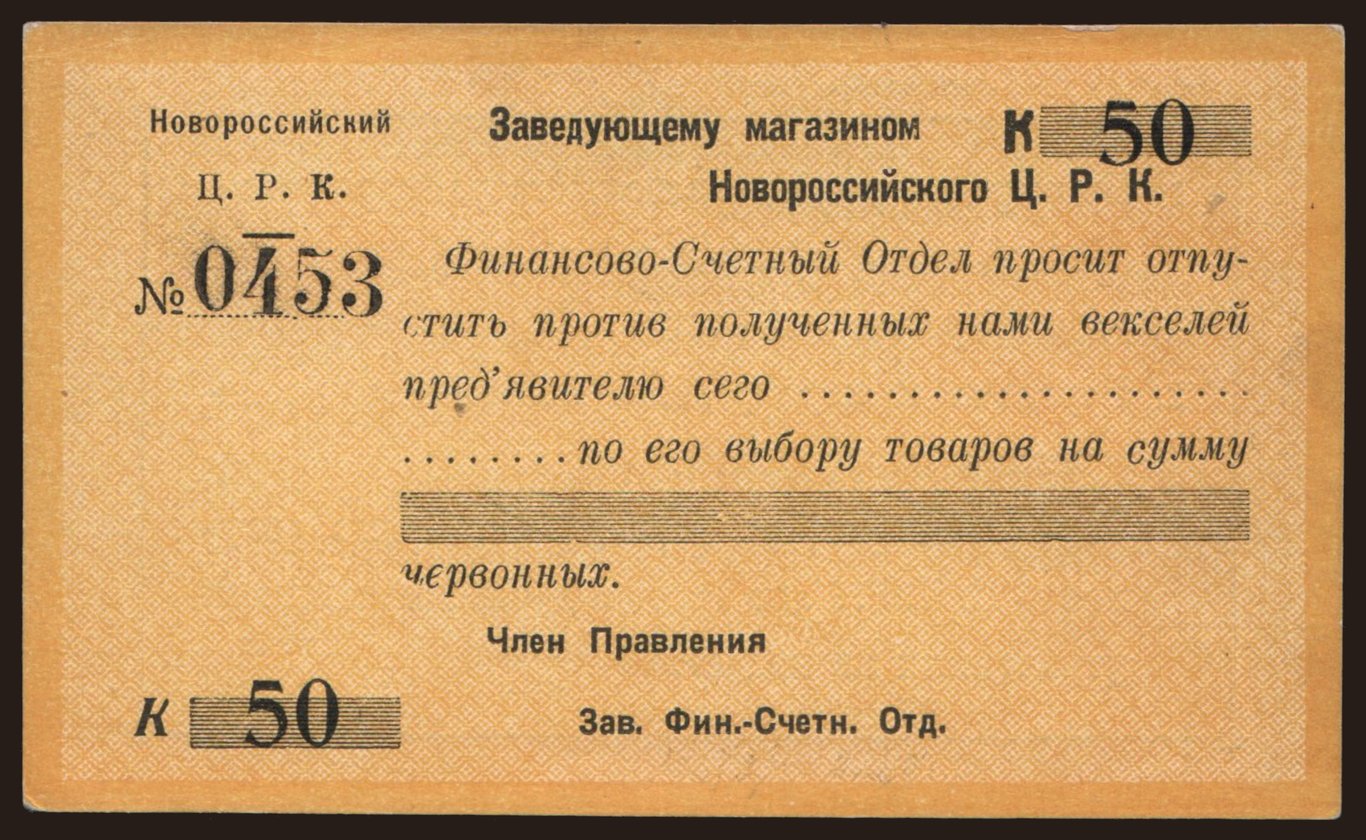 Новороссийский
Ц. Р. К.
№ 0453
Заведующему магазином К 50
Новороссийского Ц. Р. К.
Финансово-Счетный Отдел просит отпу-
стить против полученных нами векселей
пред’явителю сего .....................
........по его выбору товаров на сумму
червонных.
Член Правления
К 50
Зав. Фин.-Счетн. Отд.